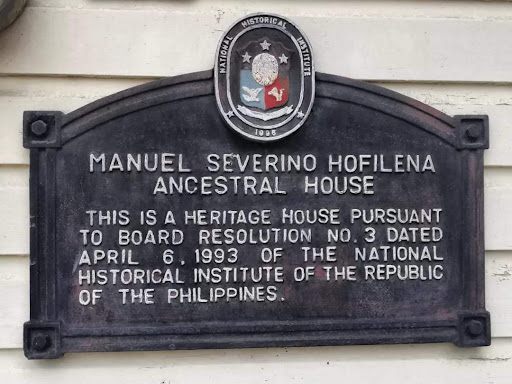 NATIONAL HISTORICAL INSTITUTE
MANUEL SEVERINO HOFILENA
ANCESTRAL HOUSE
THIS IS A HERITAGE HOUSE PURSUANT
TO BOARD RESOLUTION NO. 3 DATED
APRIL 6, 1993 OF THE NATIONAL
HISTORICAL INSTITUTE OF THE REPUBLIC
OF THE PHILIPPINES.